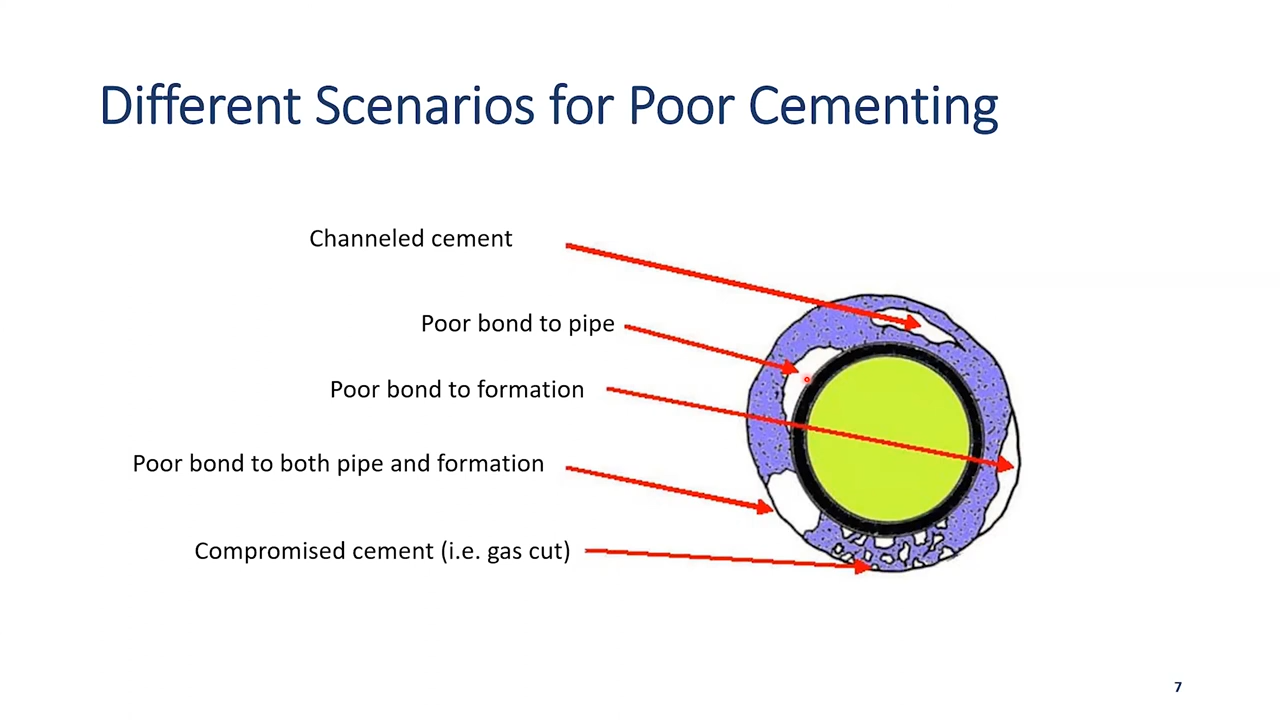 Different Scenarios for Poor Cementing
Channeled cement
Poor bond to pipe
Poor bond to formation
Poor bond to both pipe and formation
Compromised cement (i.e. gas cut)
7